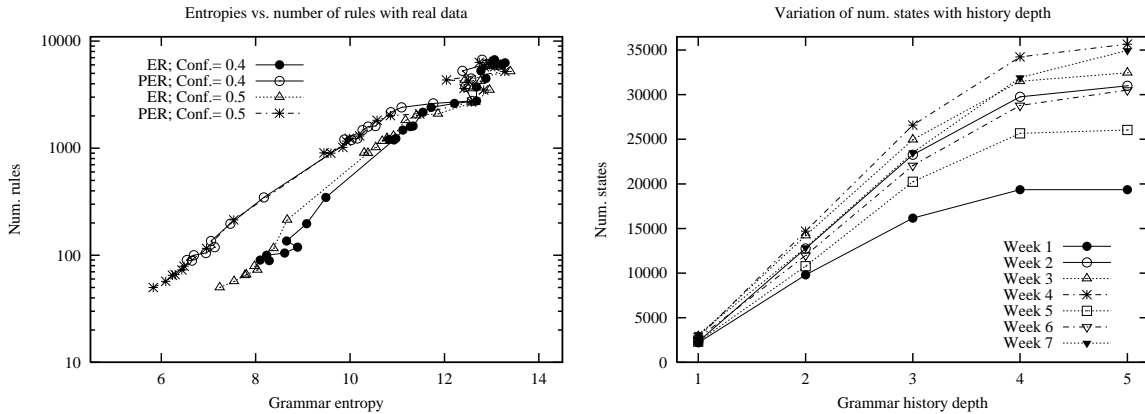 Entropies vs. number of rules with real data
10000
1000
100
10
Num. rules
ER; Conf.= 0.4
PER; Conf.= 0.4
ER; Conf.= 0.5
PER; Conf.= 0.5
6 8 10 12 14
Grammar entropy
Variation of num. states with history depth
35000
30000
25000
20000
15000
10000
5000
0
Num. states
Week 1
Week 2
Week 3
Week 4
Week 5
Week 6
Week 7
1 2 3 4 5
Grammar history depth